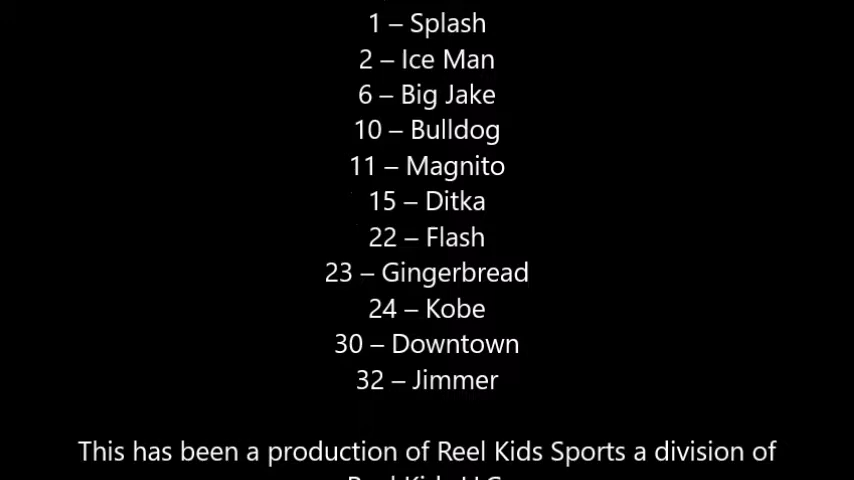 1 – Splash
2 – Ice Man
6 – Big Jake
10 – Bulldog
11 – Magnito
15 – Ditka
22 – Flash
23 – Gingerbread
24 – Kobe
30 – Downtown
32 – Jimmer
This has been a production of Reel Kids Sports a division of